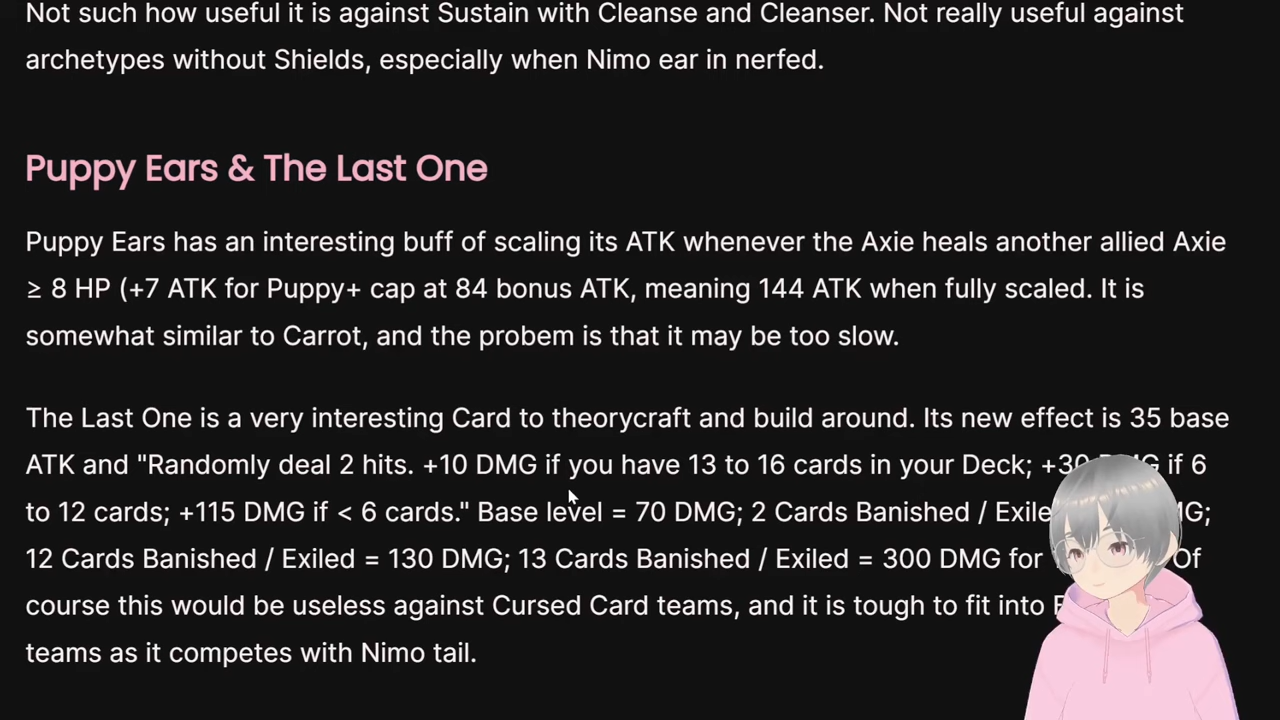 Not such how useful it is against Sustain with Cleanse and Cleanser. Not really useful against
archetypes without Shields, especially when Nimo ear in nerfed.
Puppy Ears & The Last One
Puppy Ears has an interesting buff of scaling its ATK whenever the Axie heals another allied Axie
≥ 8 HP (+7 ATK for Puppy+ cap at 84 bonus ATK, meaning 144 ATK when fully scaled. It is
somewhat similar to Carrot, and the probem is that it may be too slow.
The Last One is a very interesting Card to theorycraft and build around. Its new effect is 35 base
ATK and "Randomly deal 2 hits. +10 DMG if you have 13 to 16 cards in your Deck; +30 DMG if 6
to 12 cards; +115 DMG if < 6 cards." Base level = 70 DMG; 2 Cards Banished /
12 Cards Banished / Exiled = 130 DMG; 13 Cards Banished / Exiled = 300 DMG for Of
course this would be useless against Cursed Card teams, and it is tough to fit into
teams as it competes with Nimo tail.